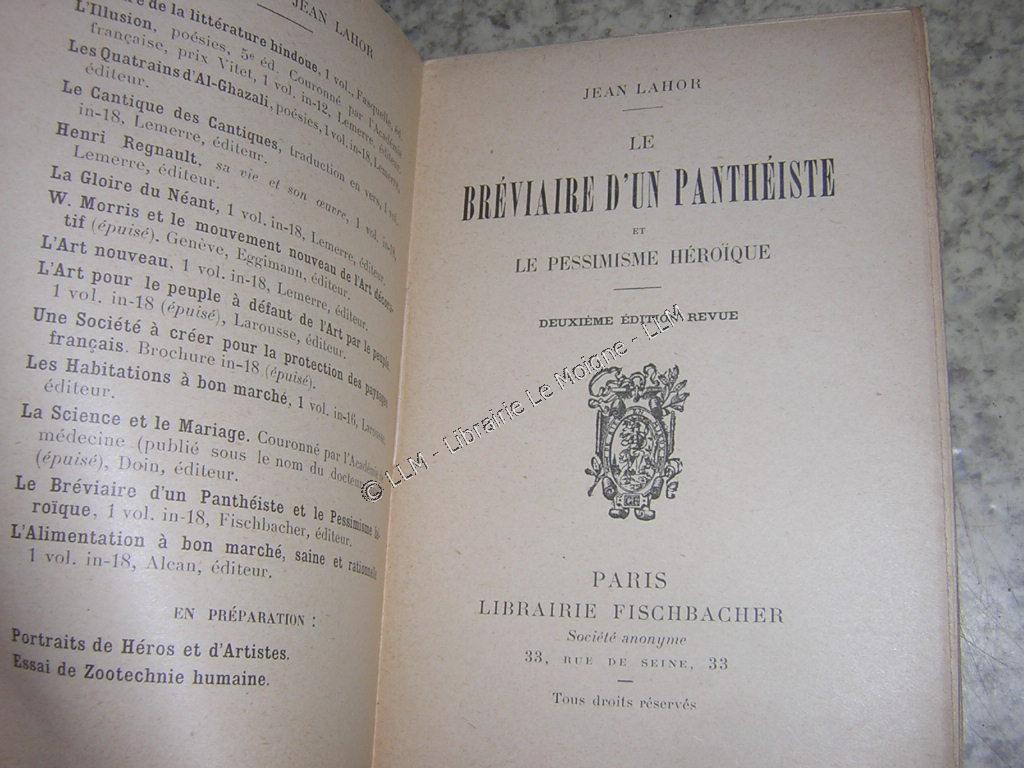 JEAN LAHOR
de la littérature hindoue, 1 vol., Fasquelle, éd.
L'Illusion, poésies, 5e éd. Couronné par l'Académie
française, prix Vitet, 1 vol. in-12, Lemerre, éditeur.
Les Quatrains d'Al-Ghazali, poésies, 1 vol. in-18, Lemerre,
éditeur.
Le Cantique des Cantiques, traduction en vers, 1 vol.
in-18, Lemerre, éditeur.
Henri Regnault, sa vie et son œuvre, 1 vol. in-18,
Lemerre, éditeur.
La Gloire du Néant, 1 vol. in-18, Lemerre, éditeur.
W. Morris et le mouvement nouveau de l'Art décora-
tif (épuisé). Genève, Eggimann, éditeur.
L'Art nouveau, 1 vol. in-18, Lemerre, éditeur.
L'Art pour le peuple à défaut de l'Art par le peuple,
1 vol. in-18 (épuisé), Larousse, éditeur.
Une Société à créer pour la protection des paysages
français. Brochure in-18 (épuisé).
Les Habitations à bon marché, 1 vol. in-16, Larousse,
éditeur.
La Science et le Mariage. Couronné par l'Académie de
médecine (publié sous le nom du docteur
(épuisé), Doin, éditeur.
Le Bréviaire d'un Panthéiste et le Pessimisme hé-
roïque, 1 vol. in-18, Fischbacher, éditeur.
L'Alimentation à bon marché, saine et rationnelle
1 vol. in-18, Alcan, éditeur.
EN PRÉPARATION :
Portraits de Héros et d'Artistes.
Essai de Zootechnie humaine.
JEAN LAHOR
LE
BRÉVIAIRE D'UN PANTHÉISTE
ET
LE PESSIMISME HÉROÏQUE
DEUXIÈME ÉDITION REVUE
PARIS
LIBRAIRIE FISCHBACHER
Société anonyme
33, RUE DE SEINE, 33
Tous droits réservés
© LLM - Librairie Le Moigne - LLM